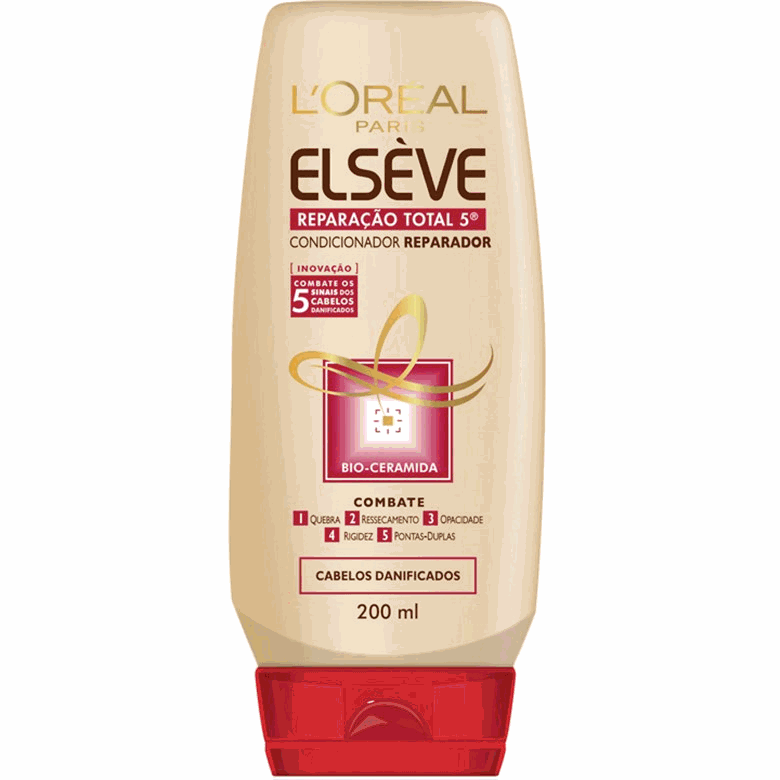 L'ORÉAL
PARIS
ELSÈVE
REPARAÇÃO TOTAL 5®
CONDICIONADOR REPARADOR
[ INOVAÇÃO ]
COMBATE OS
5 SINAIS DOS
CABELOS
DANIFICADOS
BIO-CERAMIDA
COMBATE
1 QUEBRA 2 RESSECAMENTO 3 OPACIDADE
4 RIGIDEZ 5 PONTAS-DUPLAS
CABELOS DANIFICADOS
200 ml